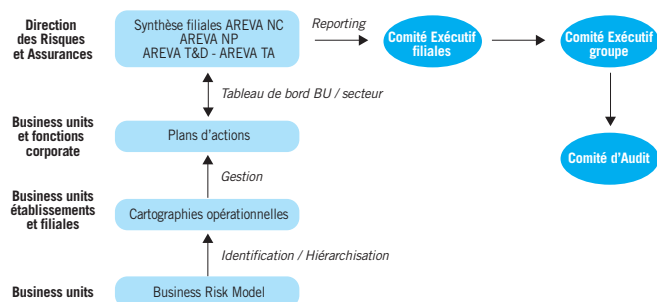 Direction
des Risques
et Assurances
Synthèse filiales AREVA NC
AREVA NP
AREVA T&D - AREVA TA
Reporting
Comité Exécutif
filiales
Comité Exécutif
groupe
Tableau de bord BU / secteur
Business units
et fonctions
corporate
Plans d'actions
Comité d'Audit
Gestion
Business units
établissements
et filiales
Cartographies opérationnelles
Identification / Hiérarchisation
Business units
Business Risk Model